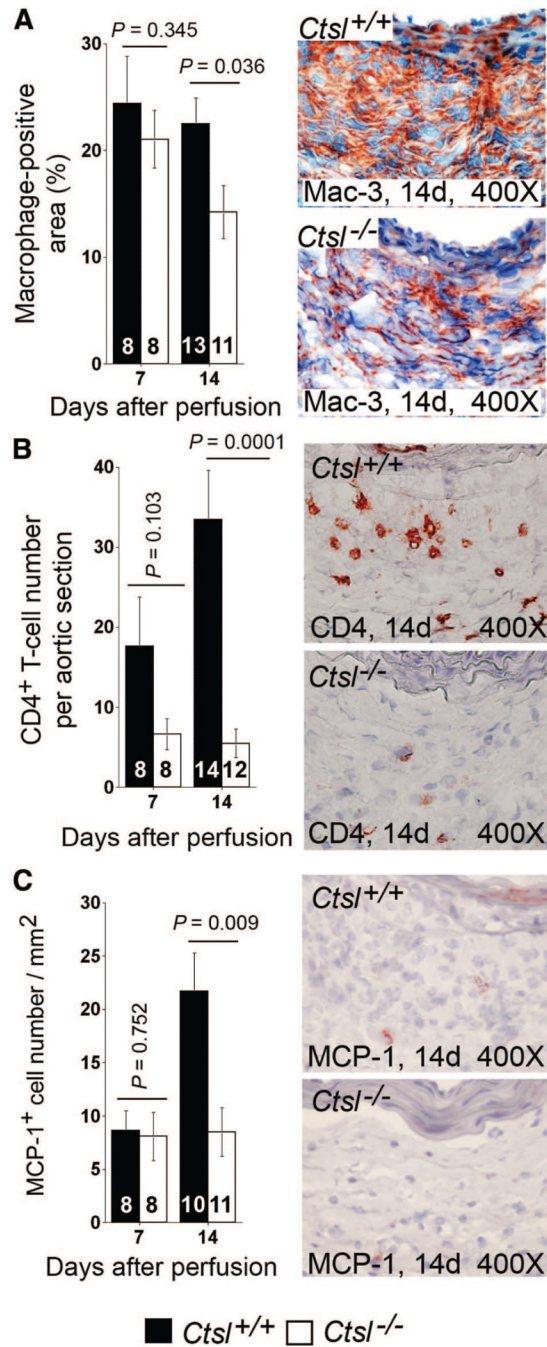 A
Macrophage-positive
area (%)
30
20
10
0
P = 0.345
P = 0.036
8
8
13
11
7
14
Days after perfusion
Ctsl+/+
Mac-3, 14d, 400X
Ctsl-/-
Mac-3, 14d, 400X
B
CD4+ T-cell number
per aortic section
40
30
20
10
0
P = 0.103
P = 0.0001
8
8
14
12
7
14
Days after perfusion
Ctsl+/+
CD4, 14d 400X
Ctsl-/-
CD4, 14d 400X
C
MCP-1+ cell number / mm2
30
25
20
15
10
5
0
P = 0.752
P = 0.009
8
8
10
11
7
14
Days after perfusion
Ctsl+/+
MCP-1, 14d 400X
Ctsl-/-
MCP-1, 14d 400X
Ctsl+/+ Ctsl-/-